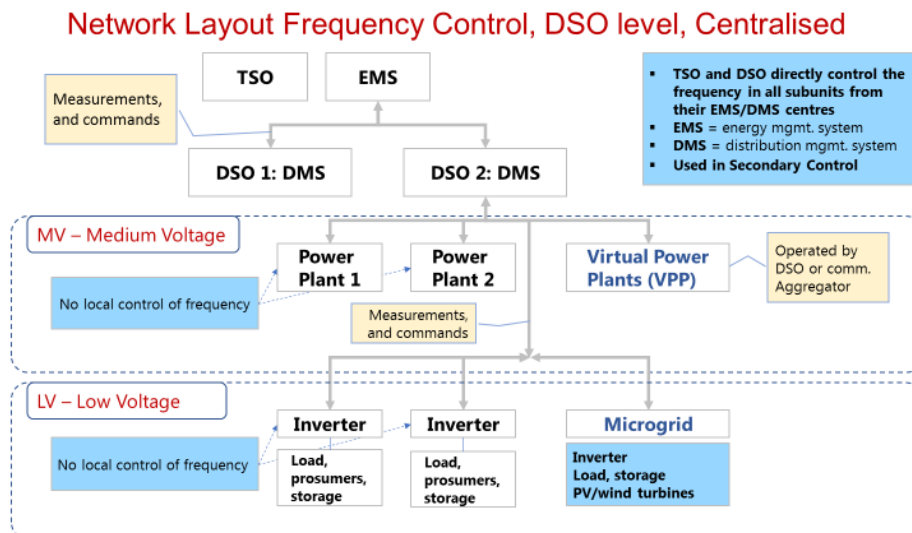 Network Layout Frequency Control, DSO level, Centralised
TSO
EMS
Measurements,
and commands
▪ TSO and DSO directly control the
frequency in all subunits from
their EMS/DMS centres
▪ EMS = energy mgmt. system
▪ DMS = distribution mgmt. system
▪ Used in Secondary Control
DSO 1: DMS
DSO 2: DMS
MV – Medium Voltage
Power
Plant 1
Power
Plant 2
Virtual Power
Plants (VPP)
Operated by
DSO or comm.
Aggregator
No local control of frequency
Measurements,
and commands
LV – Low Voltage
Inverter
Inverter
Microgrid
No local control of frequency
Load,
prosumers,
storage
Load,
prosumers,
storage
Inverter
Load, storage
PV/wind turbines